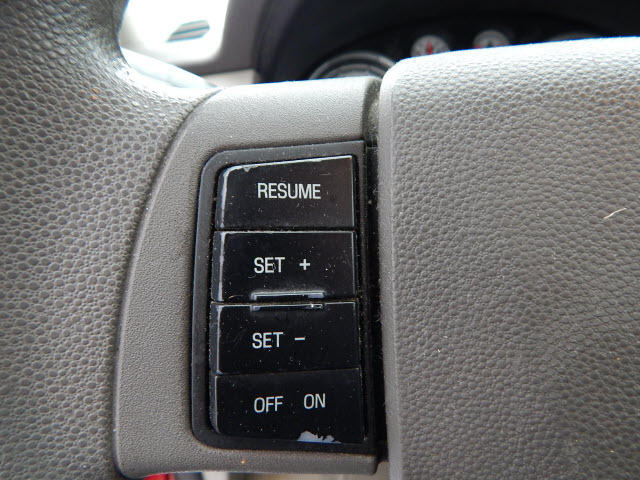 RESUME
SET +
SET -
OFF ON